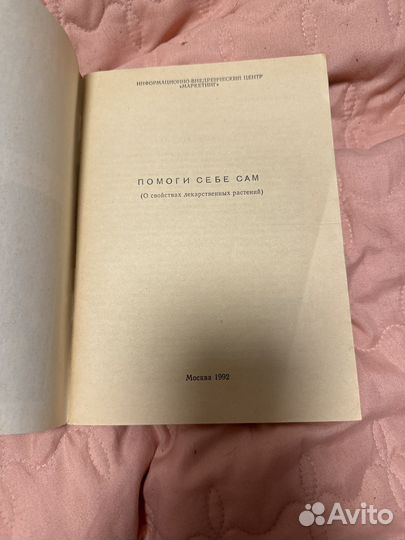 ИНФОРМАЦИОННО-ВНЕДРЕНЧЕСКИЙ ЦЕНТР
«МАРКЕТИНГ»
ПОМОГИ СЕБЕ САМ
(О свойствах лекарственных растений)
Москва 1992
Avito